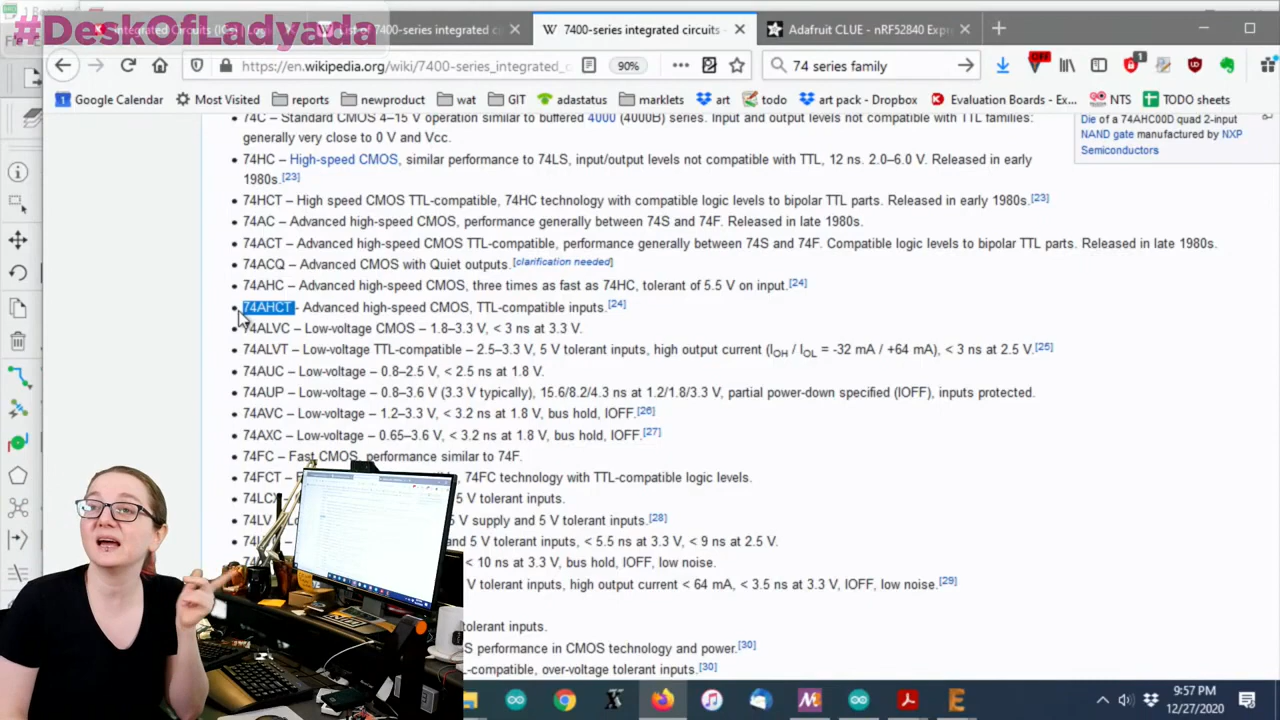 #DeskOfLadyada
Integrated Circuits (ICs)
List of 7400-series integrated c
7400-series integrated circuits -
Adafruit CLUE - nRF52840 Expr
https://en.wikipedia.org/wiki/7400-series_integrated_c
90%
74 series family
OFF
1
Google Calendar
Most Visited
reports
newproduct
wat
GIT
adastatus
marklets
art
todo
art pack - Dropbox
Evaluation Boards - Ex...
NTS
TODO sheets
74C – Standard CMOS 4–15 V operation similar to buffered 4000 (4000B) series. Input and output levels not compatible with TTL families:
generally very close to 0 V and Vcc.
Die of a 74AHC00D quad 2-input
NAND gate manufactured by NXP
Semiconductors
74HC – High-speed CMOS, similar performance to 74LS, input/output levels not compatible with TTL, 12 ns. 2.0–6.0 V. Released in early
1980s.[23]
74HCT – High speed CMOS TTL-compatible, 74HC technology with compatible logic levels to bipolar TTL parts. Released in early 1980s.[23]
74AC – Advanced high-speed CMOS, performance generally between 74S and 74F. Released in late 1980s.
74ACT – Advanced high-speed CMOS TTL-compatible, performance generally between 74S and 74F. Compatible logic levels to bipolar TTL parts. Released in late 1980s.
74ACQ – Advanced CMOS with Quiet outputs.[clarification needed]
74AHC – Advanced high-speed CMOS, three times as fast as 74HC, tolerant of 5.5 V on input.[24]
74AHCT - Advanced high-speed CMOS, TTL-compatible inputs.[24]
74ALVC – Low-voltage CMOS – 1.8–3.3 V, < 3 ns at 3.3 V.
74ALVT – Low-voltage TTL-compatible – 2.5–3.3 V, 5 V tolerant inputs, high output current (IOH / IOL = -32 mA / +64 mA), < 3 ns at 2.5 V.[25]
74AUC – Low-voltage – 0.8–2.5 V, < 2.5 ns at 1.8 V.
74AUP – Low-voltage – 0.8–3.6 V (3.3 V typically), 15.6/8.2/4.3 ns at 1.2/1.8/3.3 V, partial power-down specified (IOFF), inputs protected.
74AVC – Low-voltage – 1.2–3.3 V, < 3.2 ns at 1.8 V, bus hold, IOFF.[26]
74AXC – Low-voltage – 0.65–3.6 V, < 3.2 ns at 1.8 V, bus hold, IOFF.[27]
74FC – Fast CMOS, performance similar to 74F.
74FCT – 74FC technology with TTL-compatible logic levels.
74LCX 5 V tolerant inputs.
74LV – 5 V supply and 5 V tolerant inputs.[28]
and 5 V tolerant inputs, < 5.5 ns at 3.3 V, < 9 ns at 2.5 V.
< 10 ns at 3.3 V, bus hold, IOFF, low noise.
V tolerant inputs, high output current < 64 mA, < 3.5 ns at 3.3 V, IOFF, low noise.[29]
tolerant inputs.
S performance in CMOS technology and power.[30]
-compatible, over-voltage tolerant inputs.[30]
9:57 PM
12/27/2020